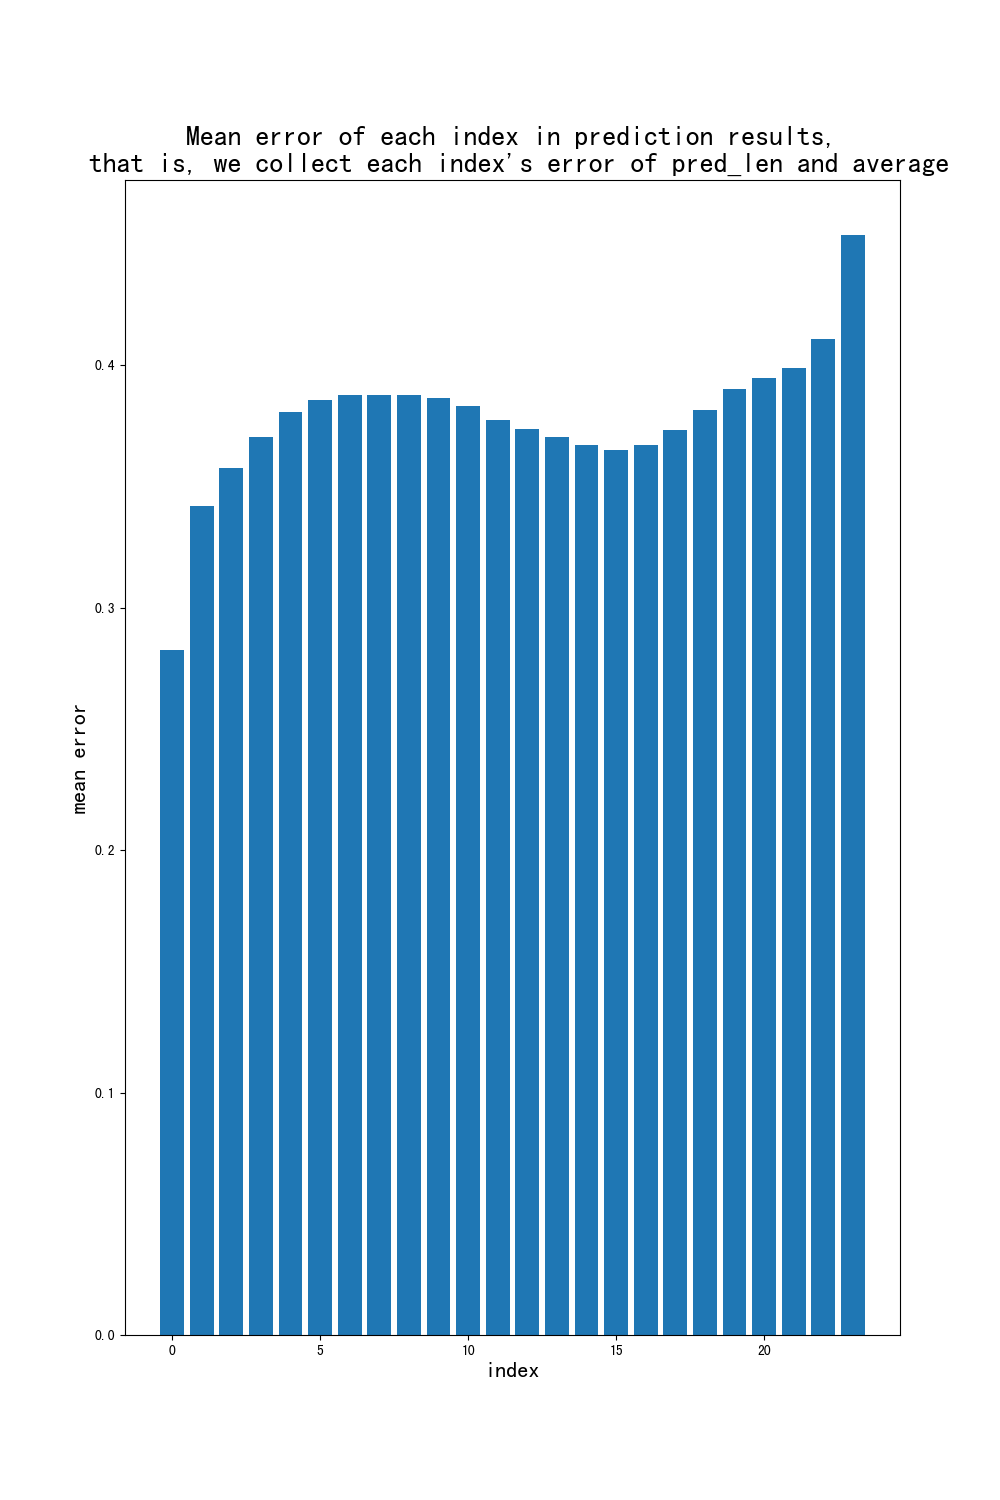 Mean error of each index in prediction results,
that is, we collect each index's error of pred_len and average
0.4
0.3
0.2
0.1
0.0
mean error
0 5 10 15 20
index